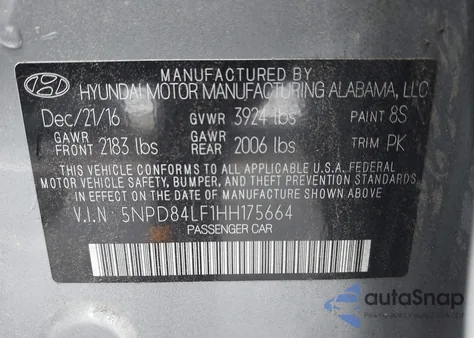 MANUFACTURED BY
HYUNDAI MOTOR MANUFACTURING ALABAMA, LLC
Dec/21/16 GVWR 3924 lbs PAINT 8S
GAWR FRONT 2183 lbs GAWR REAR 2006 lbs TRIM PK
THIS VEHICLE CONFORMS TO ALL APPLICABLE U.S.A. FEDERAL
MOTOR VEHICLE SAFETY, BUMPER, AND THEFT PREVENTION STANDARDS
IN EFFECT ON THE DATE OF MANUFACTURE SHOWN ABOVE.
V.I.N 5NPD84LF1HH175664
PASSENGER CAR
autoSnap